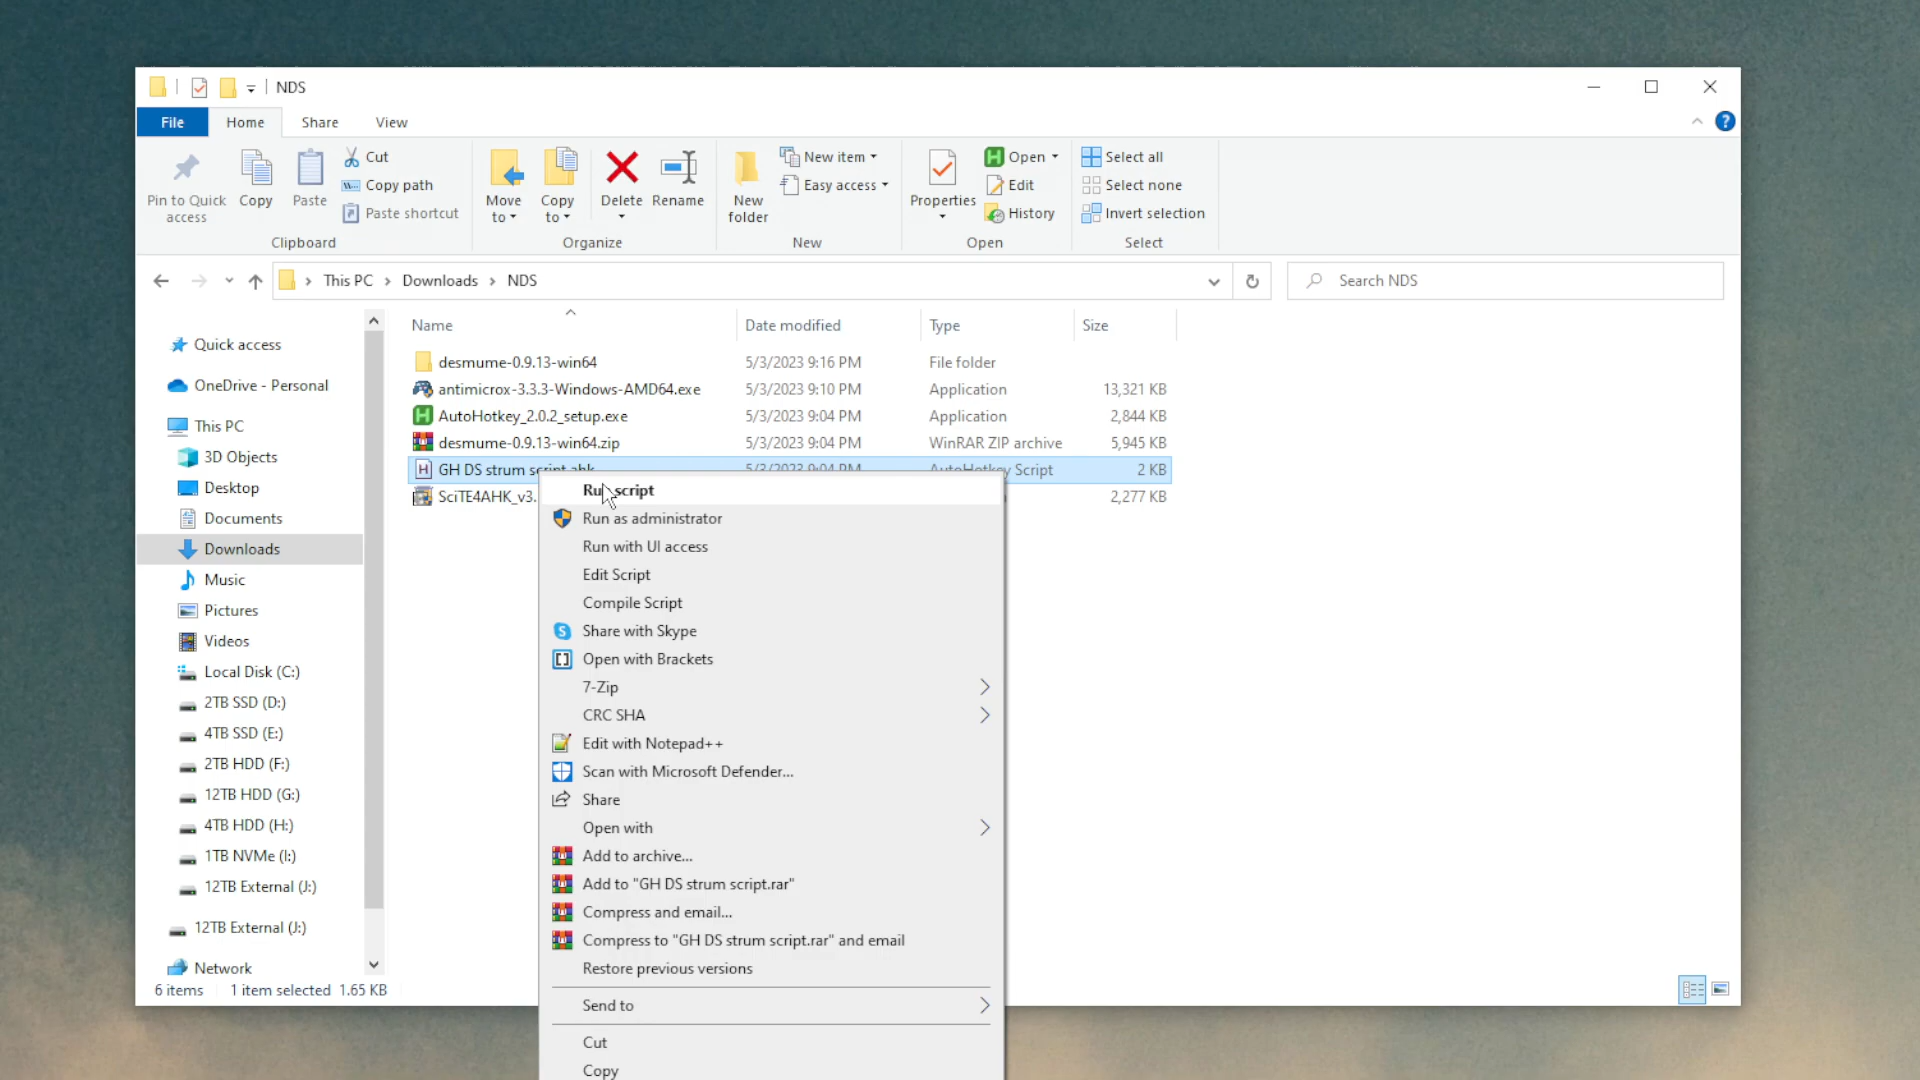 NDS
File Home Share View
Pin to Quick access
Copy
Paste
Cut
Copy path
Paste shortcut
Clipboard
Move to
Copy to
Delete
Rename
Organize
New folder
New item
Easy access
New
Properties
Open
Edit
History
Open
Select all
Select none
Invert selection
Select
This PC > Downloads > NDS
Search NDS
Quick access
OneDrive - Personal
This PC
3D Objects
Desktop
Documents
Downloads
Music
Pictures
Videos
Local Disk (C:)
2TB SSD (D:)
4TB SSD (E:)
2TB HDD (F:)
12TB HDD (G:)
4TB HDD (H:)
1TB NVMe (I:)
12TB External (J:)
12TB External (J:)
Network
Name Date modified Type Size
desmume-0.9.13-win64 5/3/2023 9:16 PM File folder
antimicrox-3.3.3-Windows-AMD64.exe 5/3/2023 9:10 PM Application 13,321 KB
AutoHotkey_2.0.2_setup.exe 5/3/2023 9:04 PM Application 2,844 KB
desmume-0.9.13-win64.zip 5/3/2023 9:04 PM WinRAR ZIP archive 5,945 KB
GH DS strum script.ahk 5/3/2023 9:04 PM AutoHotkey Script 2 KB
SciTE4AHK_v3. 2,277 KB
Run script
Run as administrator
Run with UI access
Edit Script
Compile Script
Share with Skype
Open with Brackets
7-Zip
CRC SHA
Edit with Notepad++
Scan with Microsoft Defender...
Share
Open with
Add to archive...
Add to "GH DS strum script.rar"
Compress and email...
Compress to "GH DS strum script.rar" and email
Restore previous versions
Send to
Cut
Copy
6 items 1 item selected 1.65 KB